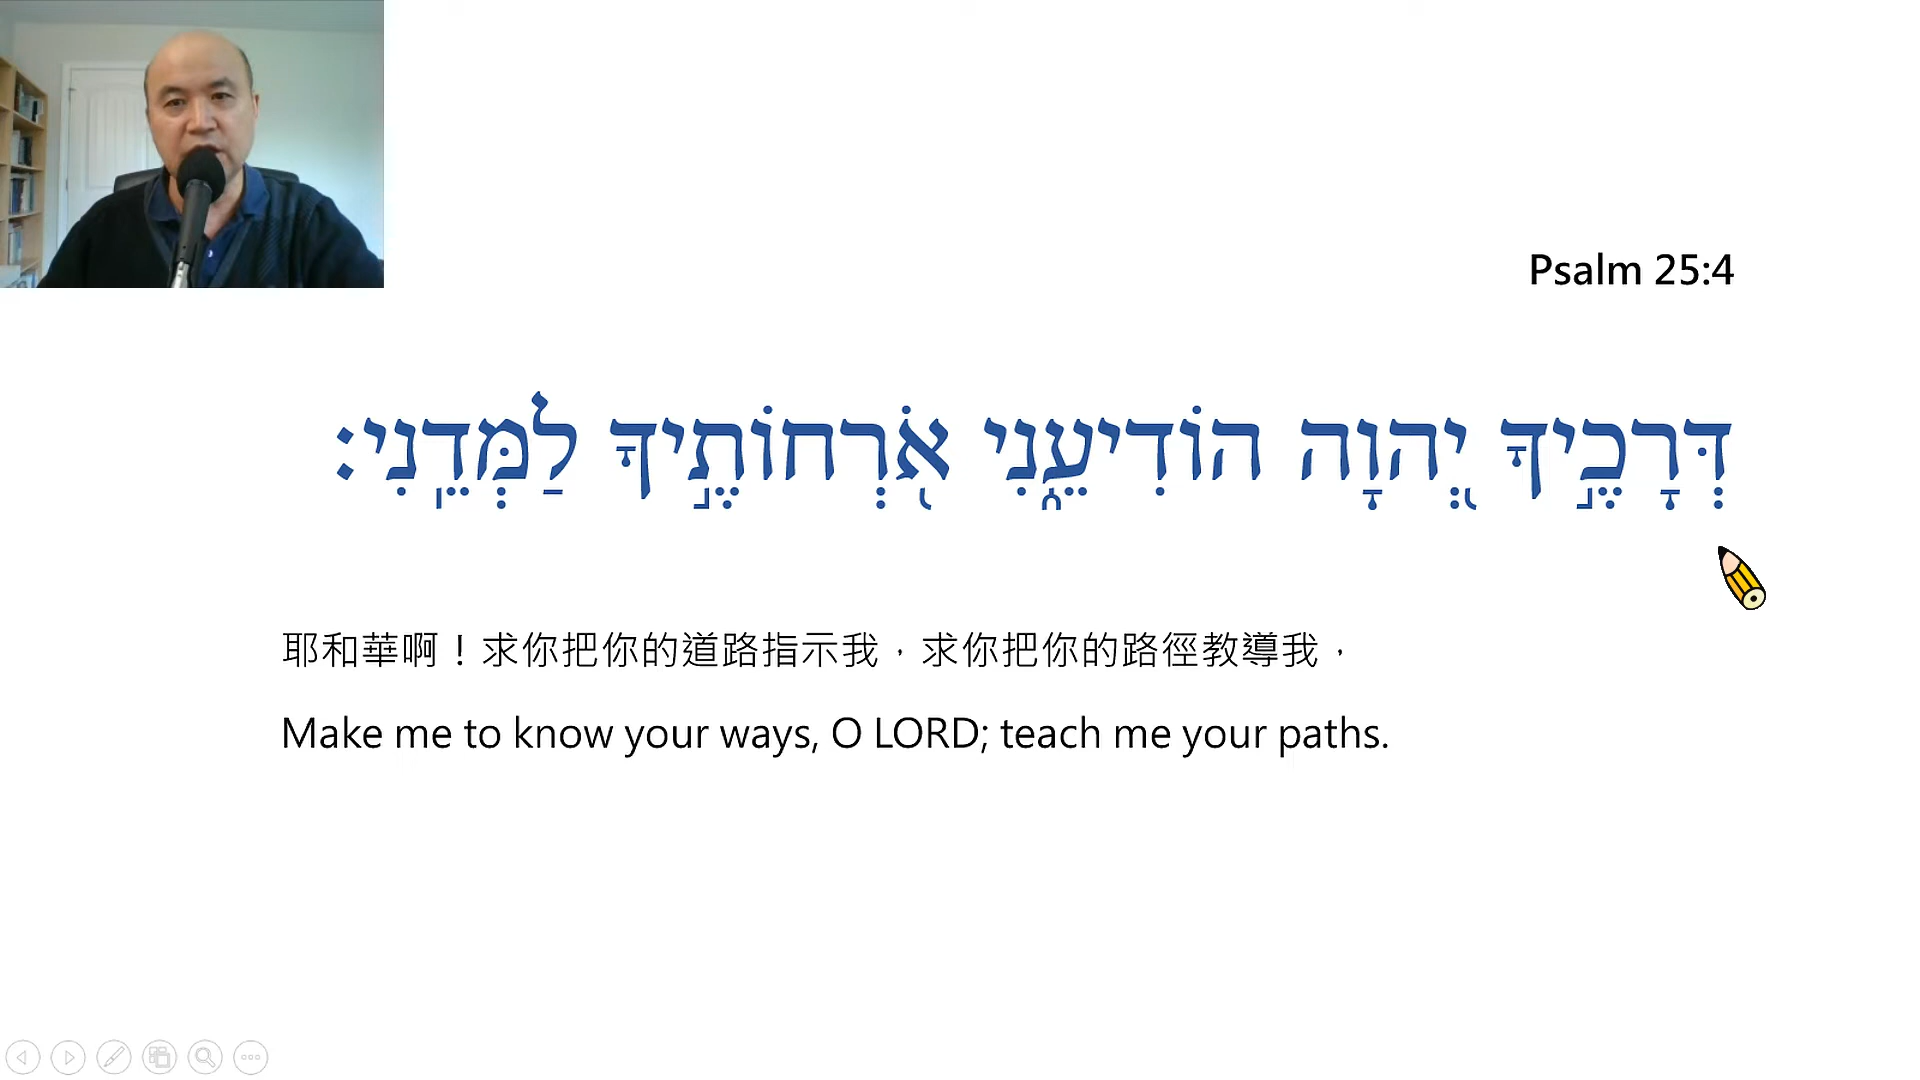 Psalm 25:4
דְּרָכֶ֣יךָ יְ֭הוָה הוֹדִיעֵ֑נִי אֹ֖רְחוֹתֶ֣יךָ לַמְּדֵֽנִי׃
耶和華啊！求你把你的道路指示我，求你把你的路徑教導我，
Make me to know your ways, O LORD; teach me your paths.